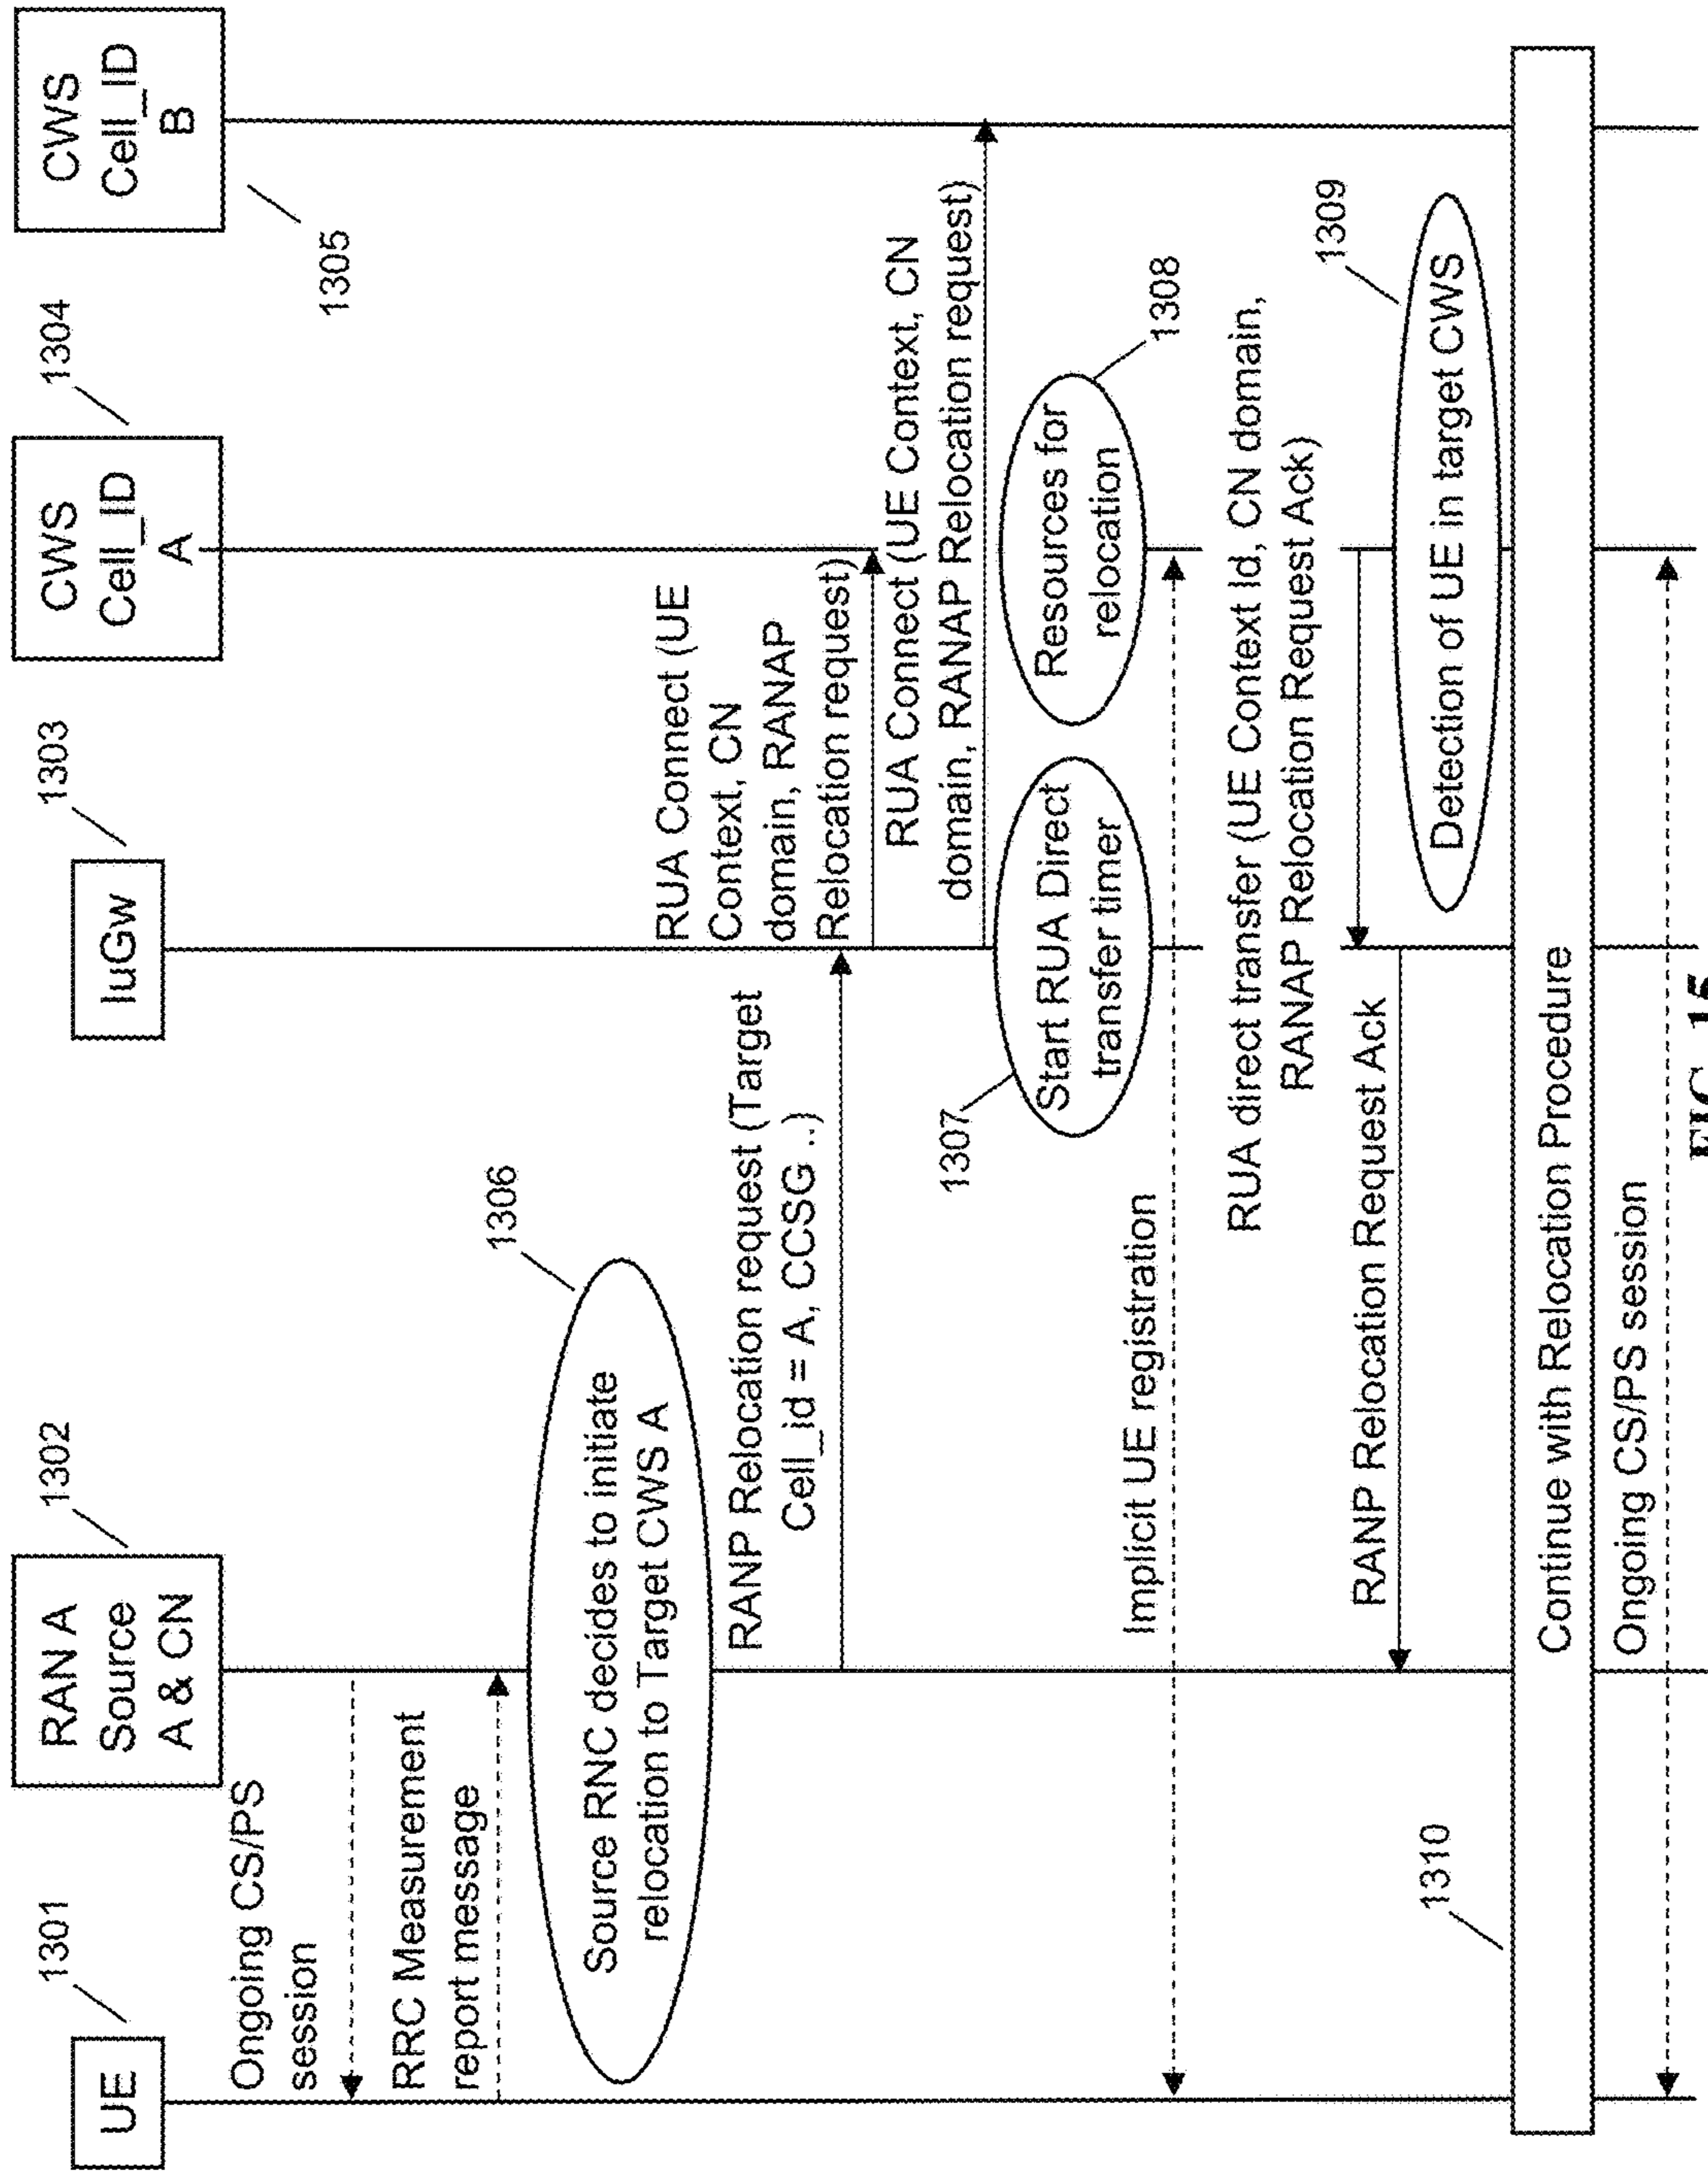 1301
1302
1303
1304
1305
UE
RAN A
Source
A & CN
IuGw
CWS
Cell_ID
A
CWS
Cell_ID
B
Ongoing CS/PS
session
RRC Measurement
report message
1306
Source RNC decides to initiate
relocation to Target CWS A
RANP Relocation request (Target
Cell_id = A, CCSG ..)
RUA Connect (UE
Context, CN
domain, RANAP
Relocation request)
RUA Connect (UE Context, CN
domain, RANAP Relocation request)
1307
Start RUA Direct
transfer timer
Resources for
relocation
1308
Implicit UE registration
RUA direct transfer (UE Context Id, CN domain,
RANAP Relocation Request Ack)
RANP Relocation Request Ack
1309
Detection of UE in target CWS
1310
Continue with Relocation Procedure
Ongoing CS/PS session
FIG. 15